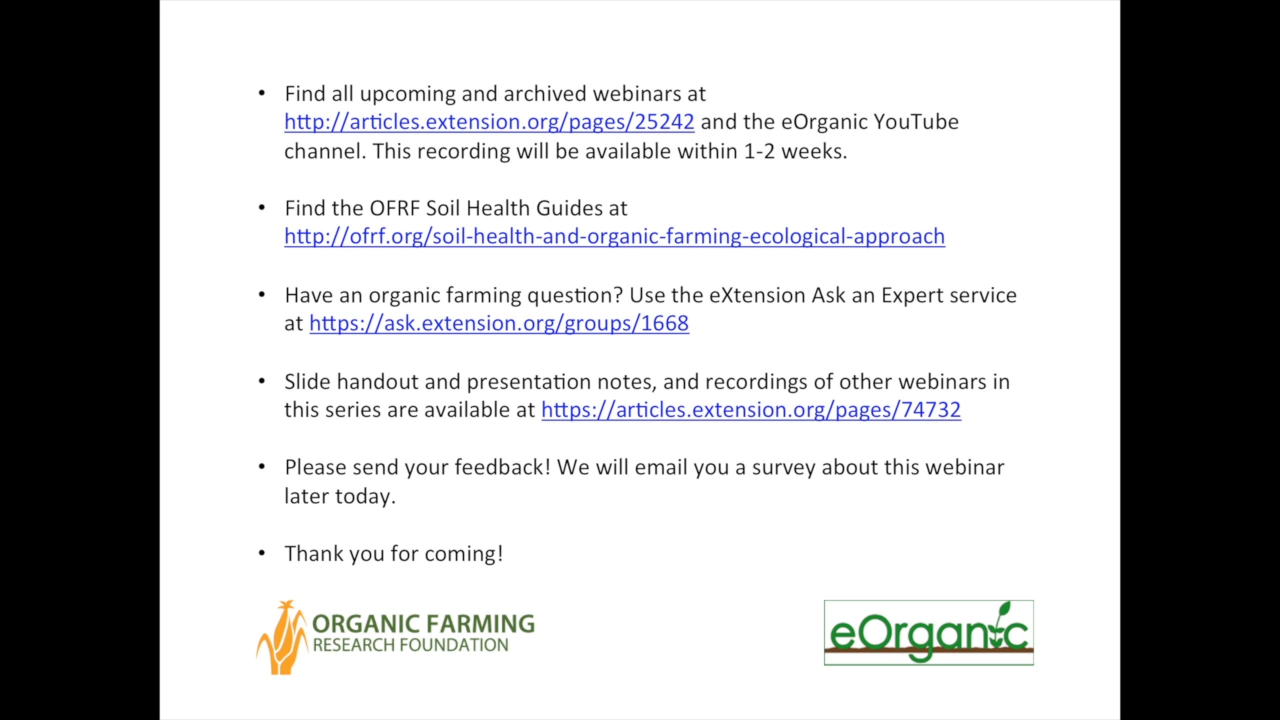 • Find all upcoming and archived webinars at
http://articles.extension.org/pages/25242 and the eOrganic YouTube
channel. This recording will be available within 1-2 weeks.
• Find the OFRF Soil Health Guides at
http://ofrf.org/soil-health-and-organic-farming-ecological-approach
• Have an organic farming question? Use the eXtension Ask an Expert service
at https://ask.extension.org/groups/1668
• Slide handout and presentation notes, and recordings of other webinars in
this series are available at https://articles.extension.org/pages/74732
• Please send your feedback! We will email you a survey about this webinar
later today.
• Thank you for coming!
ORGANIC FARMING
RESEARCH FOUNDATION
eOrganic